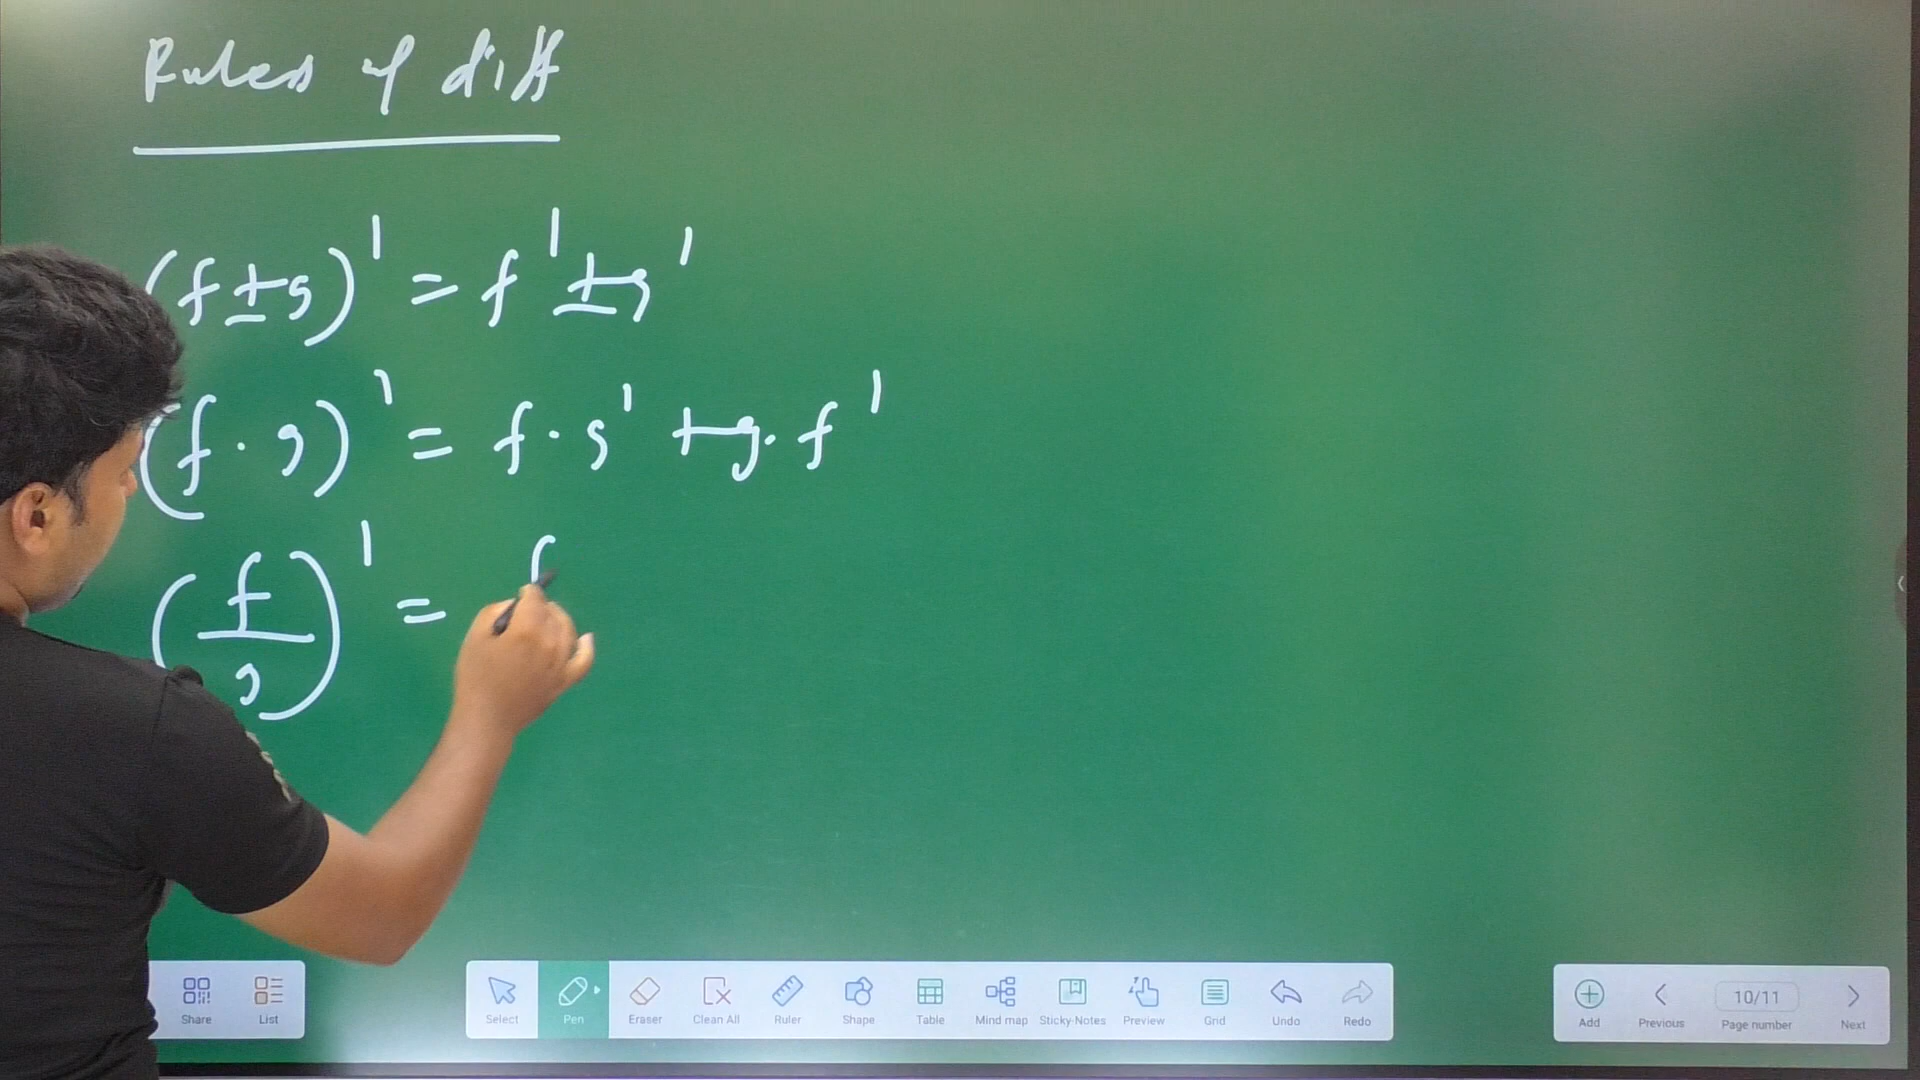 Rules of diff
(f ± g)' = f' ± g'
(f · g)' = f · g' + g · f'
(f/g)' = f
Share List Select Pen Eraser Clean All Ruler Shape Table Mind map Sticky-Notes Preview Grid Undo Redo Add Previous 10/11 Page number Next